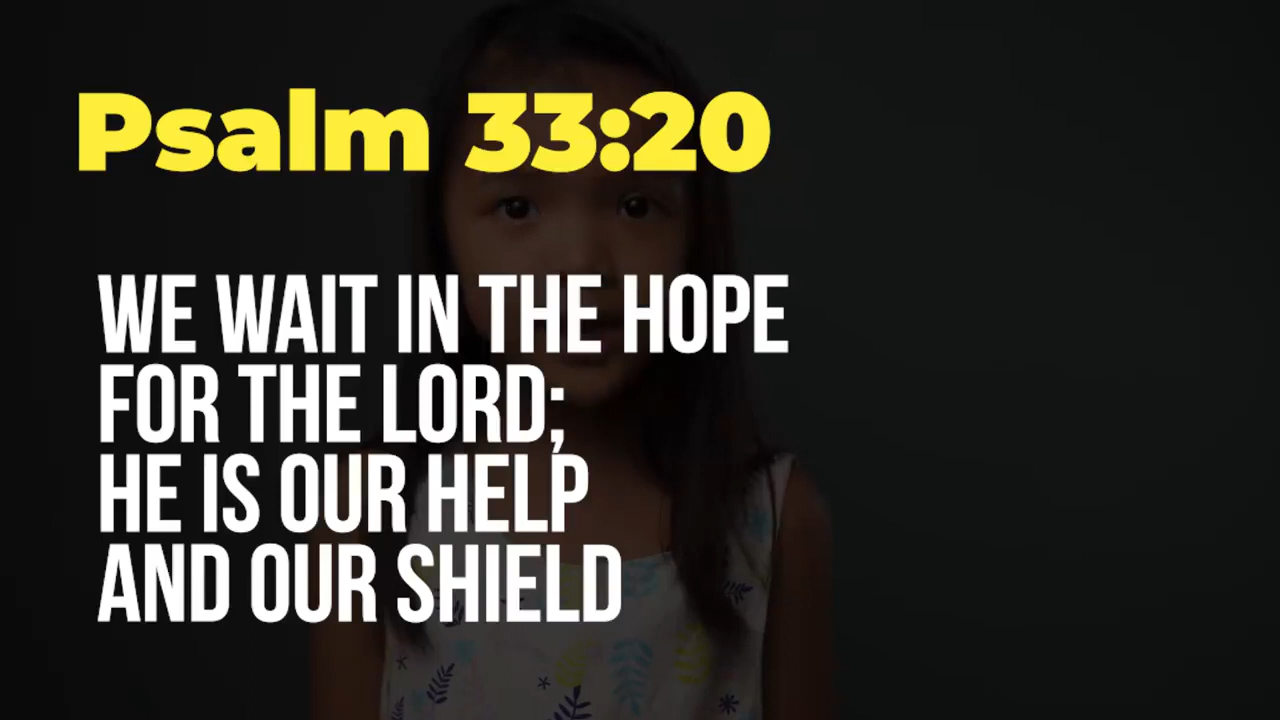 Psalm 33:20
WE WAIT IN THE HOPE
FOR THE LORD;
HE IS OUR HELP
AND OUR SHIELD